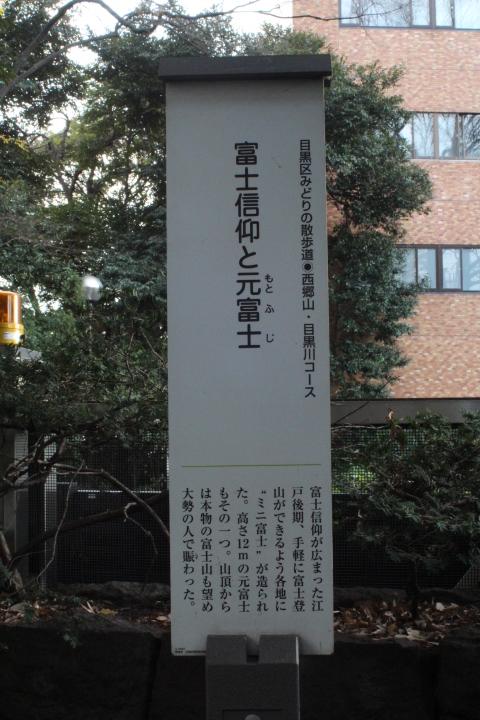 目黒区みどりの散歩道●西郷山・目黒川コース
富士信仰と元富士
もとふじ
富士信仰が広まった江
戸後期、手軽に富士登
山ができるよう各地に
“ミニ富士”が造られ
た。高さ12mの元富士
もその一つ。山頂から
は本物の富士山も望め
大勢の人で賑わった。